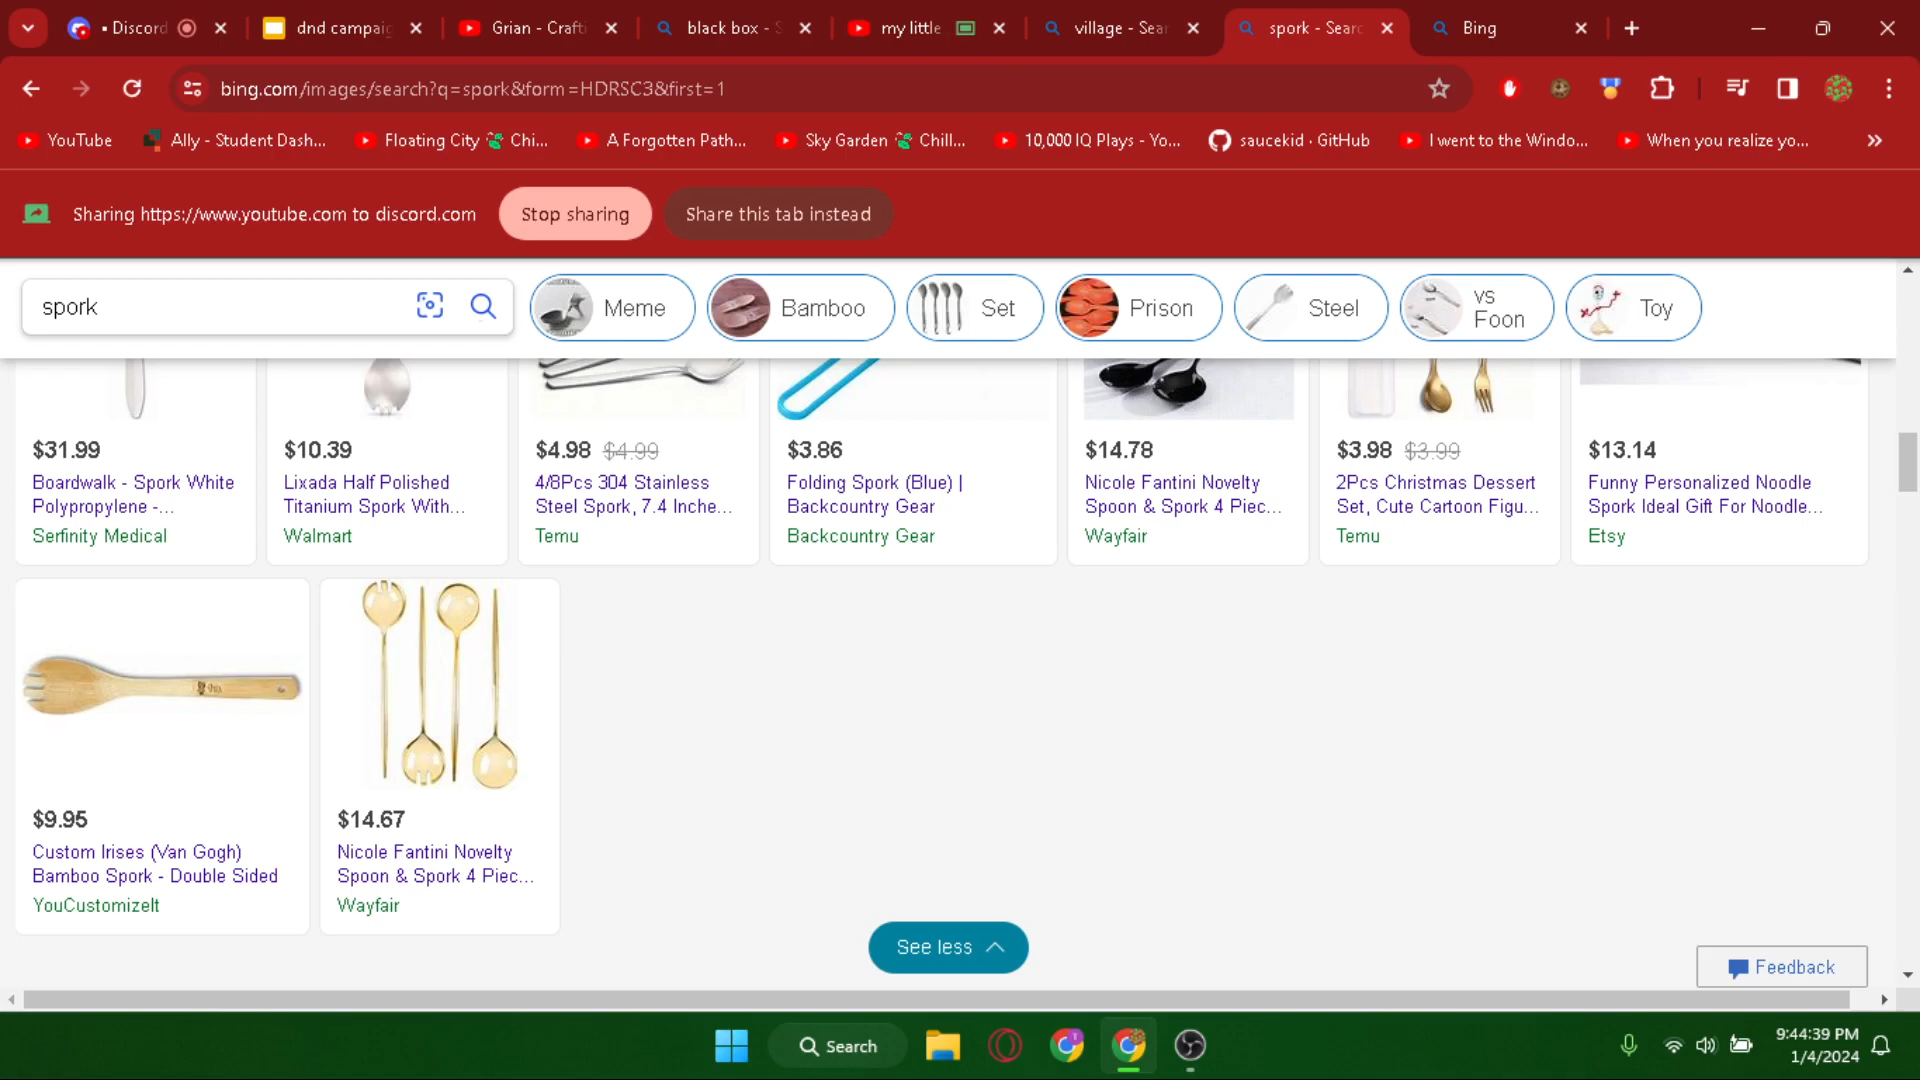 • Discord
dnd campaig
Grian - Crafti
black box - S
my little
village - Sear
spork - Searc
Bing
bing.com/images/search?q=spork&form=HDRSC3&first=1
YouTube
Ally - Student Dash...
Floating City Chi...
A Forgotten Path...
Sky Garden Chill...
10,000 IQ Plays - Yo...
saucekid · GitHub
I went to the Windo...
When you realize yo...
Sharing https://www.youtube.com to discord.com
Stop sharing
Share this tab instead
spork
Meme
Bamboo
Set
Prison
Steel
vs
Foon
Toy
$31.99
Boardwalk - Spork White
Polypropylene -...
Serfinity Medical
$10.39
Lixada Half Polished
Titanium Spork With...
Walmart
$4.98 $4.99
4/8Pcs 304 Stainless
Steel Spork, 7.4 Inche...
Temu
$3.86
Folding Spork (Blue) |
Backcountry Gear
Backcountry Gear
$14.78
Nicole Fantini Novelty
Spoon & Spork 4 Piec...
Wayfair
$3.98 $3.99
2Pcs Christmas Dessert
Set, Cute Cartoon Figu...
Temu
$13.14
Funny Personalized Noodle
Spork Ideal Gift For Noodle...
Etsy
$9.95
Custom Irises (Van Gogh)
Bamboo Spork - Double Sided
YouCustomizeIt
$14.67
Nicole Fantini Novelty
Spoon & Spork 4 Piec...
Wayfair
See less
Feedback
Search
9:44:39 PM
1/4/2024